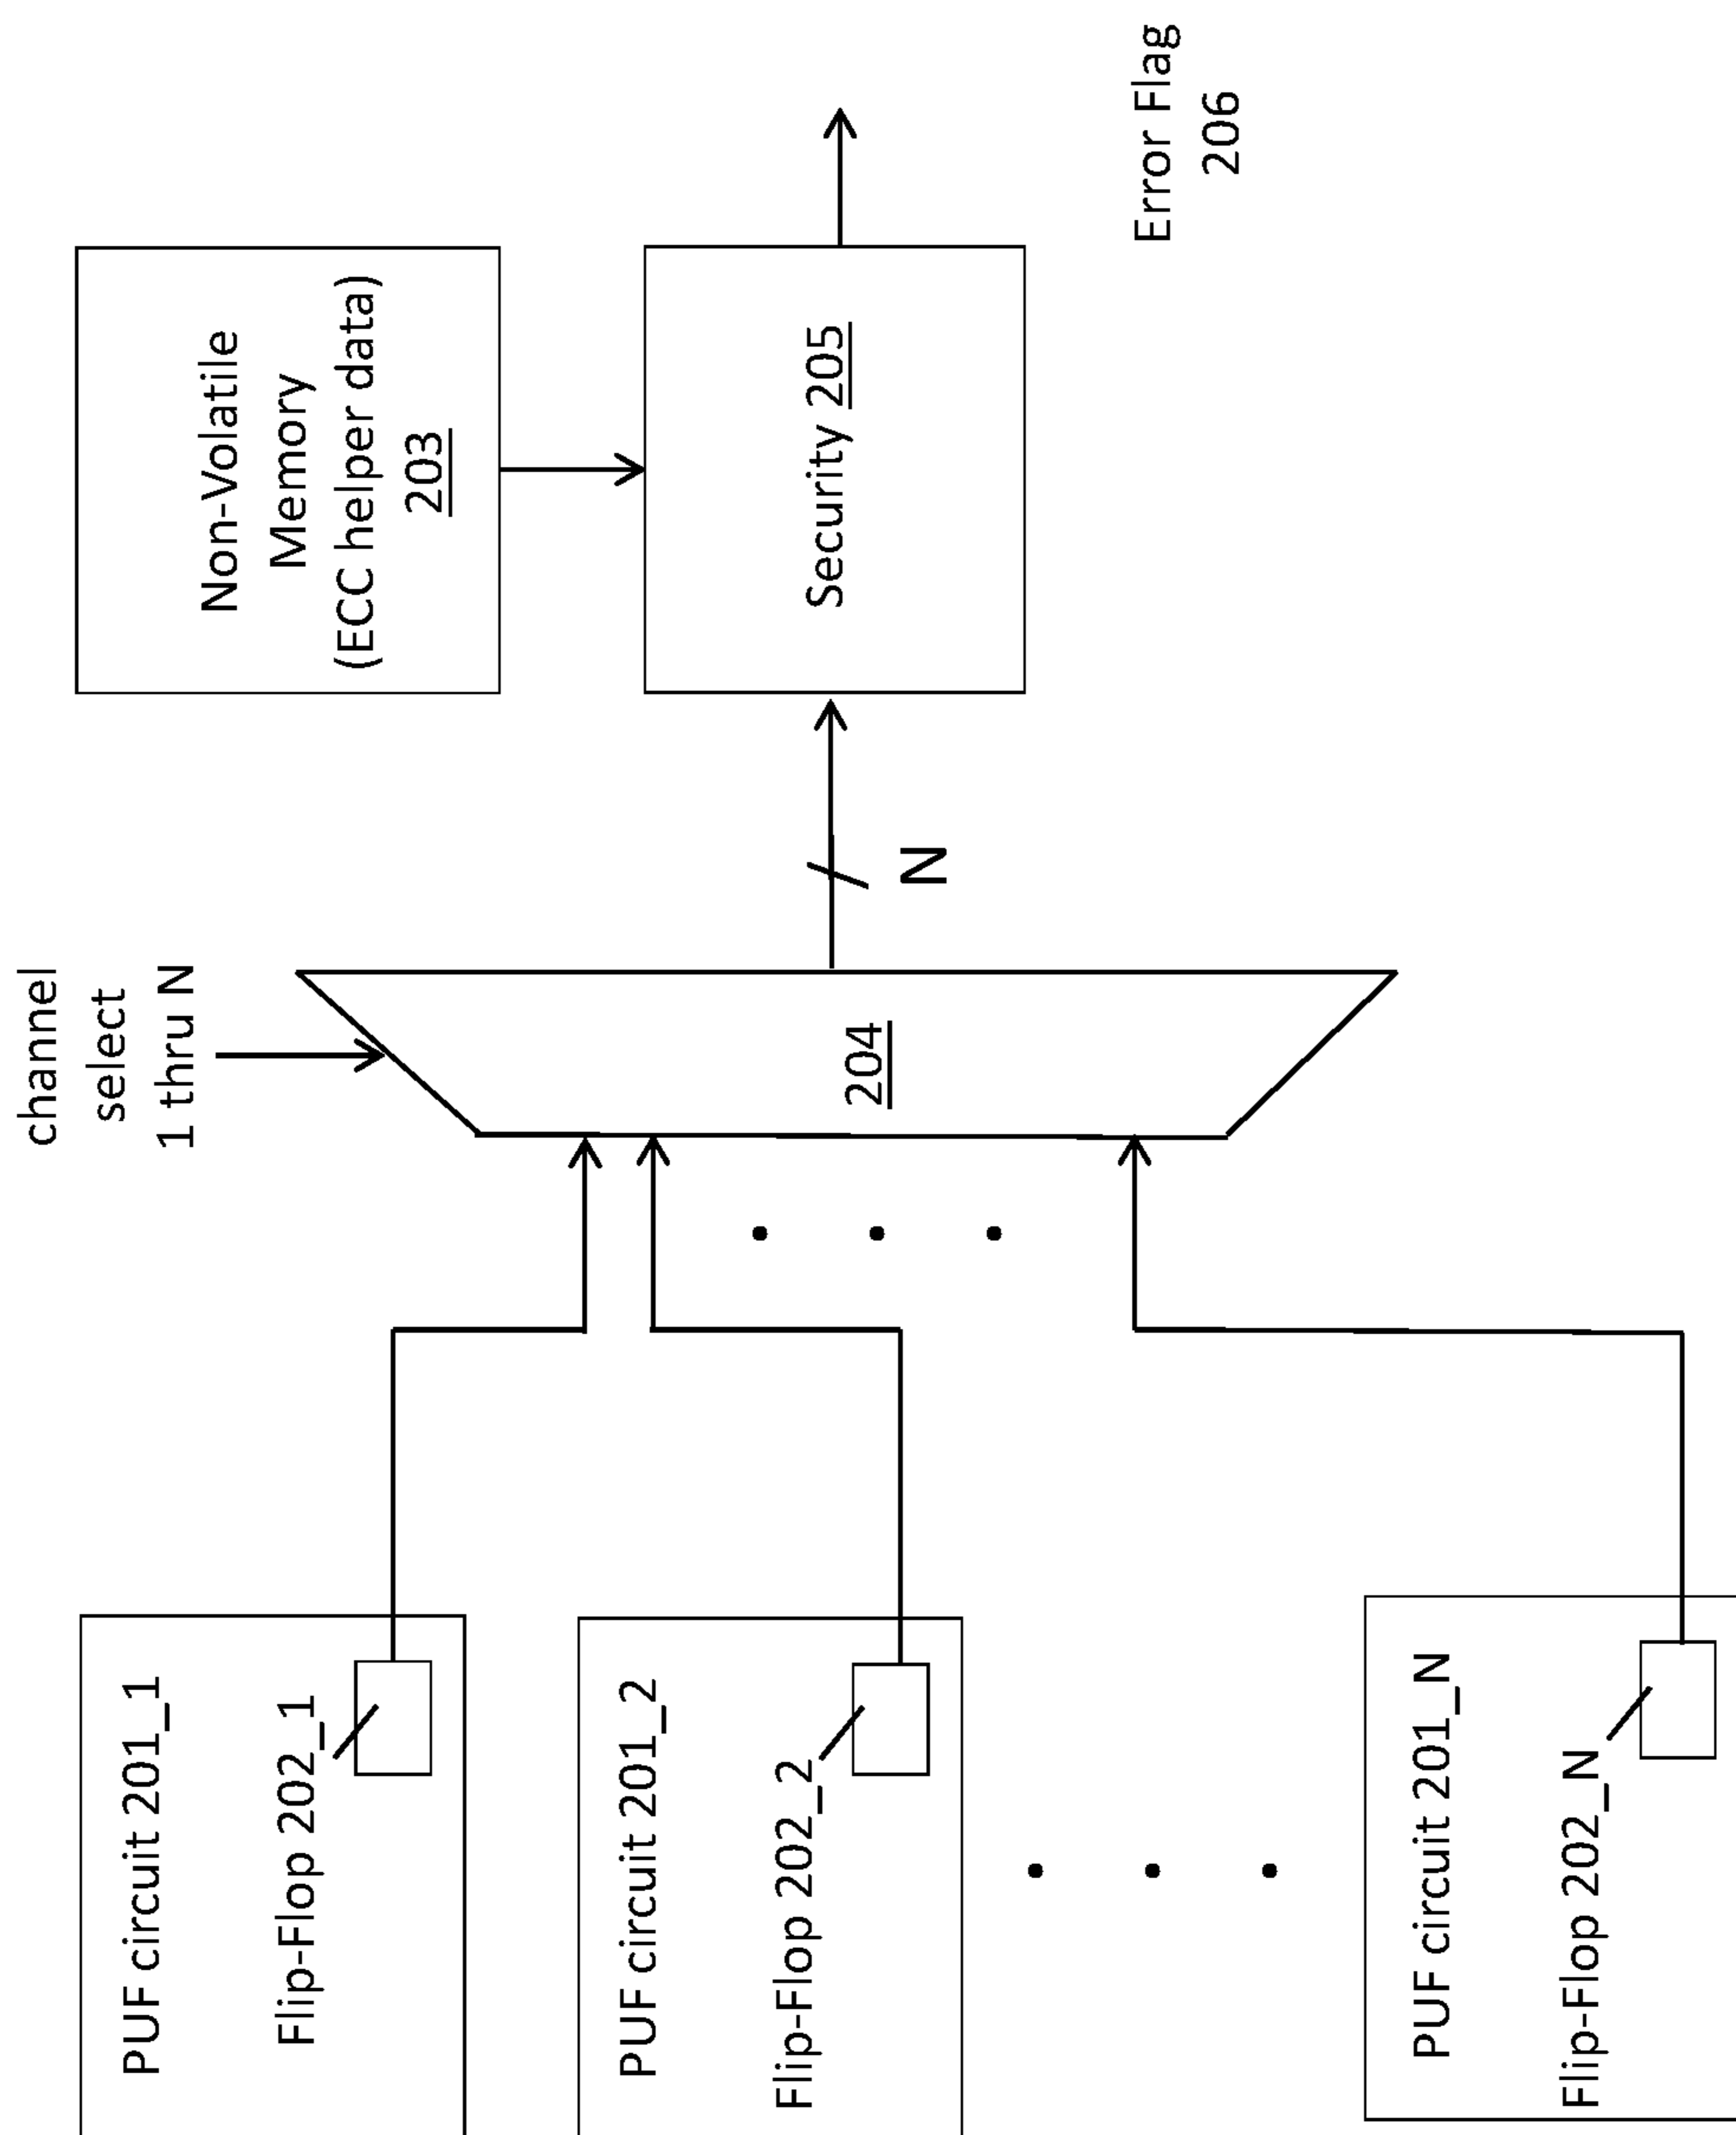 PUF circuit 201_1
Flip-Flop 202_1
PUF circuit 201_2
Flip-Flop 202_2
PUF circuit 201_N
Flip-Flop 202_N
channel
select
1 thru N
204
N
Non-Volatile
Memory
(ECC helper data)
203
Security 205
Error Flag
206